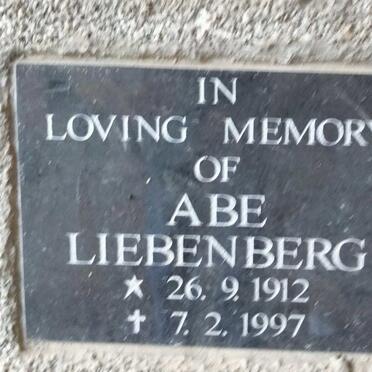 IN
LOVING MEMORY
OF
ABE
LIEBENBERG
★ 26.9.1912
✝ 7.2.1997